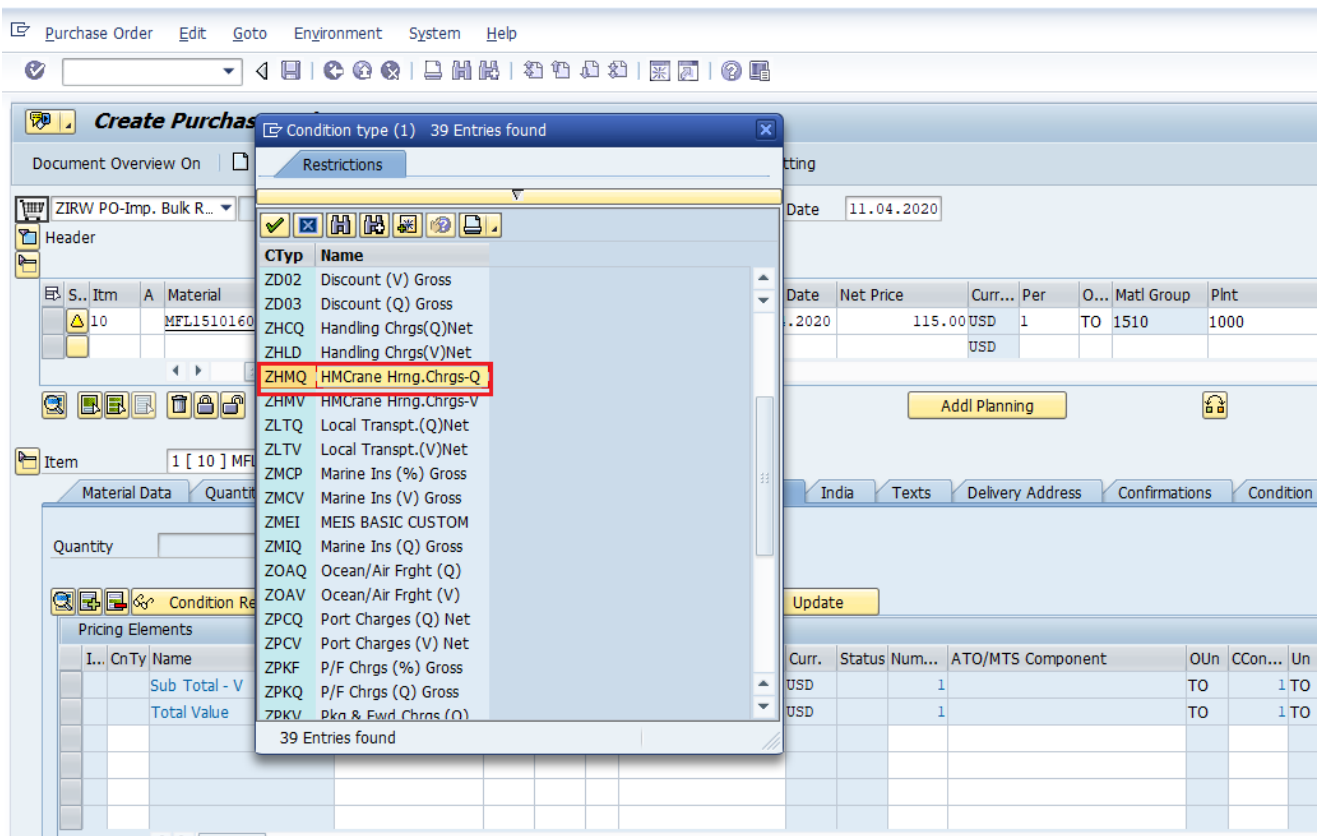 Purchase Order Edit Goto Environment System Help
Create Purchas
Condition type (1) 39 Entries found
Document Overview On
Restrictions
tting
ZIRW PO-Imp. Bulk R...
Date 11.04.2020
Header
CTyp Name
ZD02 Discount (V) Gross
S.. Itm A Material
Date Net Price Curr... Per O... Matl Group Plnt
ZD03 Discount (Q) Gross
10 MFL1510160
.2020 115.00 USD 1 TO 1510 1000
ZHCQ Handling Chrgs(Q)Net
USD
ZHLD Handling Chrgs(V)Net
ZHMQ HMCrane Hrng.Chrgs-Q
ZHMV HMCrane Hrng.Chrgs-V
Addl Planning
ZLTQ Local Transpt.(Q)Net
ZLTV Local Transpt.(V)Net
Item 1 [ 10 ] MFL
ZMCP Marine Ins (%) Gross
Material Data Quantit
India Texts Delivery Address Confirmations Condition
ZMCV Marine Ins (V) Gross
ZMEI MEIS BASIC CUSTOM
Quantity
ZMIQ Marine Ins (Q) Gross
ZOAQ Ocean/Air Frght (Q)
ZOAV Ocean/Air Frght (V)
Condition Re
Update
ZPCQ Port Charges (Q) Net
Pricing Elements
ZPCV Port Charges (V) Net
I... CnTy Name
Curr. Status Num... ATO/MTS Component OUn CCon... Un
ZPKF P/F Chrgs (%) Gross
Sub Total - V
USD 1 TO 1 TO
ZPKQ P/F Chrgs (Q) Gross
Total Value
USD 1 TO 1 TO
ZPKV Pkg & Fwd Chrgs (Q)
39 Entries found